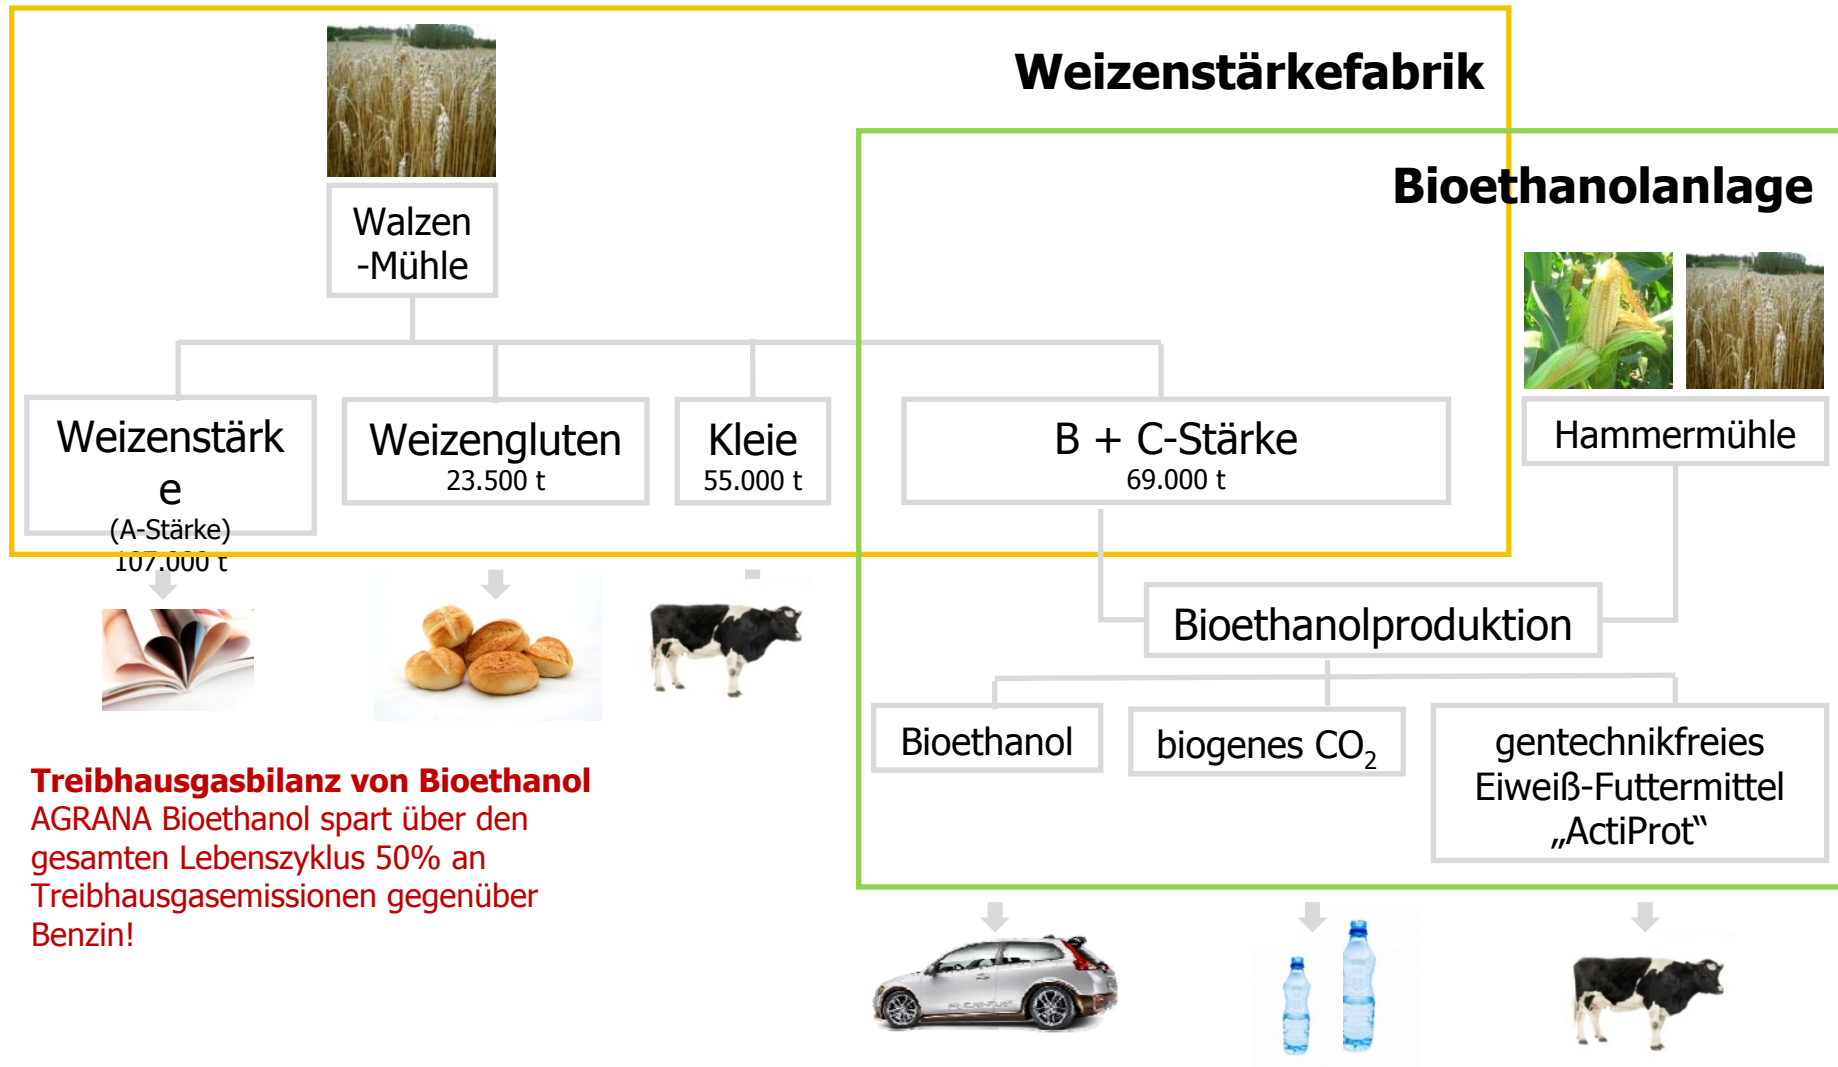 Weizenstärkefabrik
Bioethanolanlage
Walzen
-Mühle
Weizenstärk
e
(A-Stärke)
107.000 t
Weizengluten
23.500 t
Kleie
55.000 t
B + C-Stärke
69.000 t
Hammermühle
Bioethanolproduktion
Bioethanol
biogenes CO₂
gentechnikfreies
Eiweiß-Futtermittel
„ActiProt“
Treibhausgasbilanz von Bioethanol
AGRANA Bioethanol spart über den
gesamten Lebenszyklus 50% an
Treibhausgasemissionen gegenüber
Benzin!